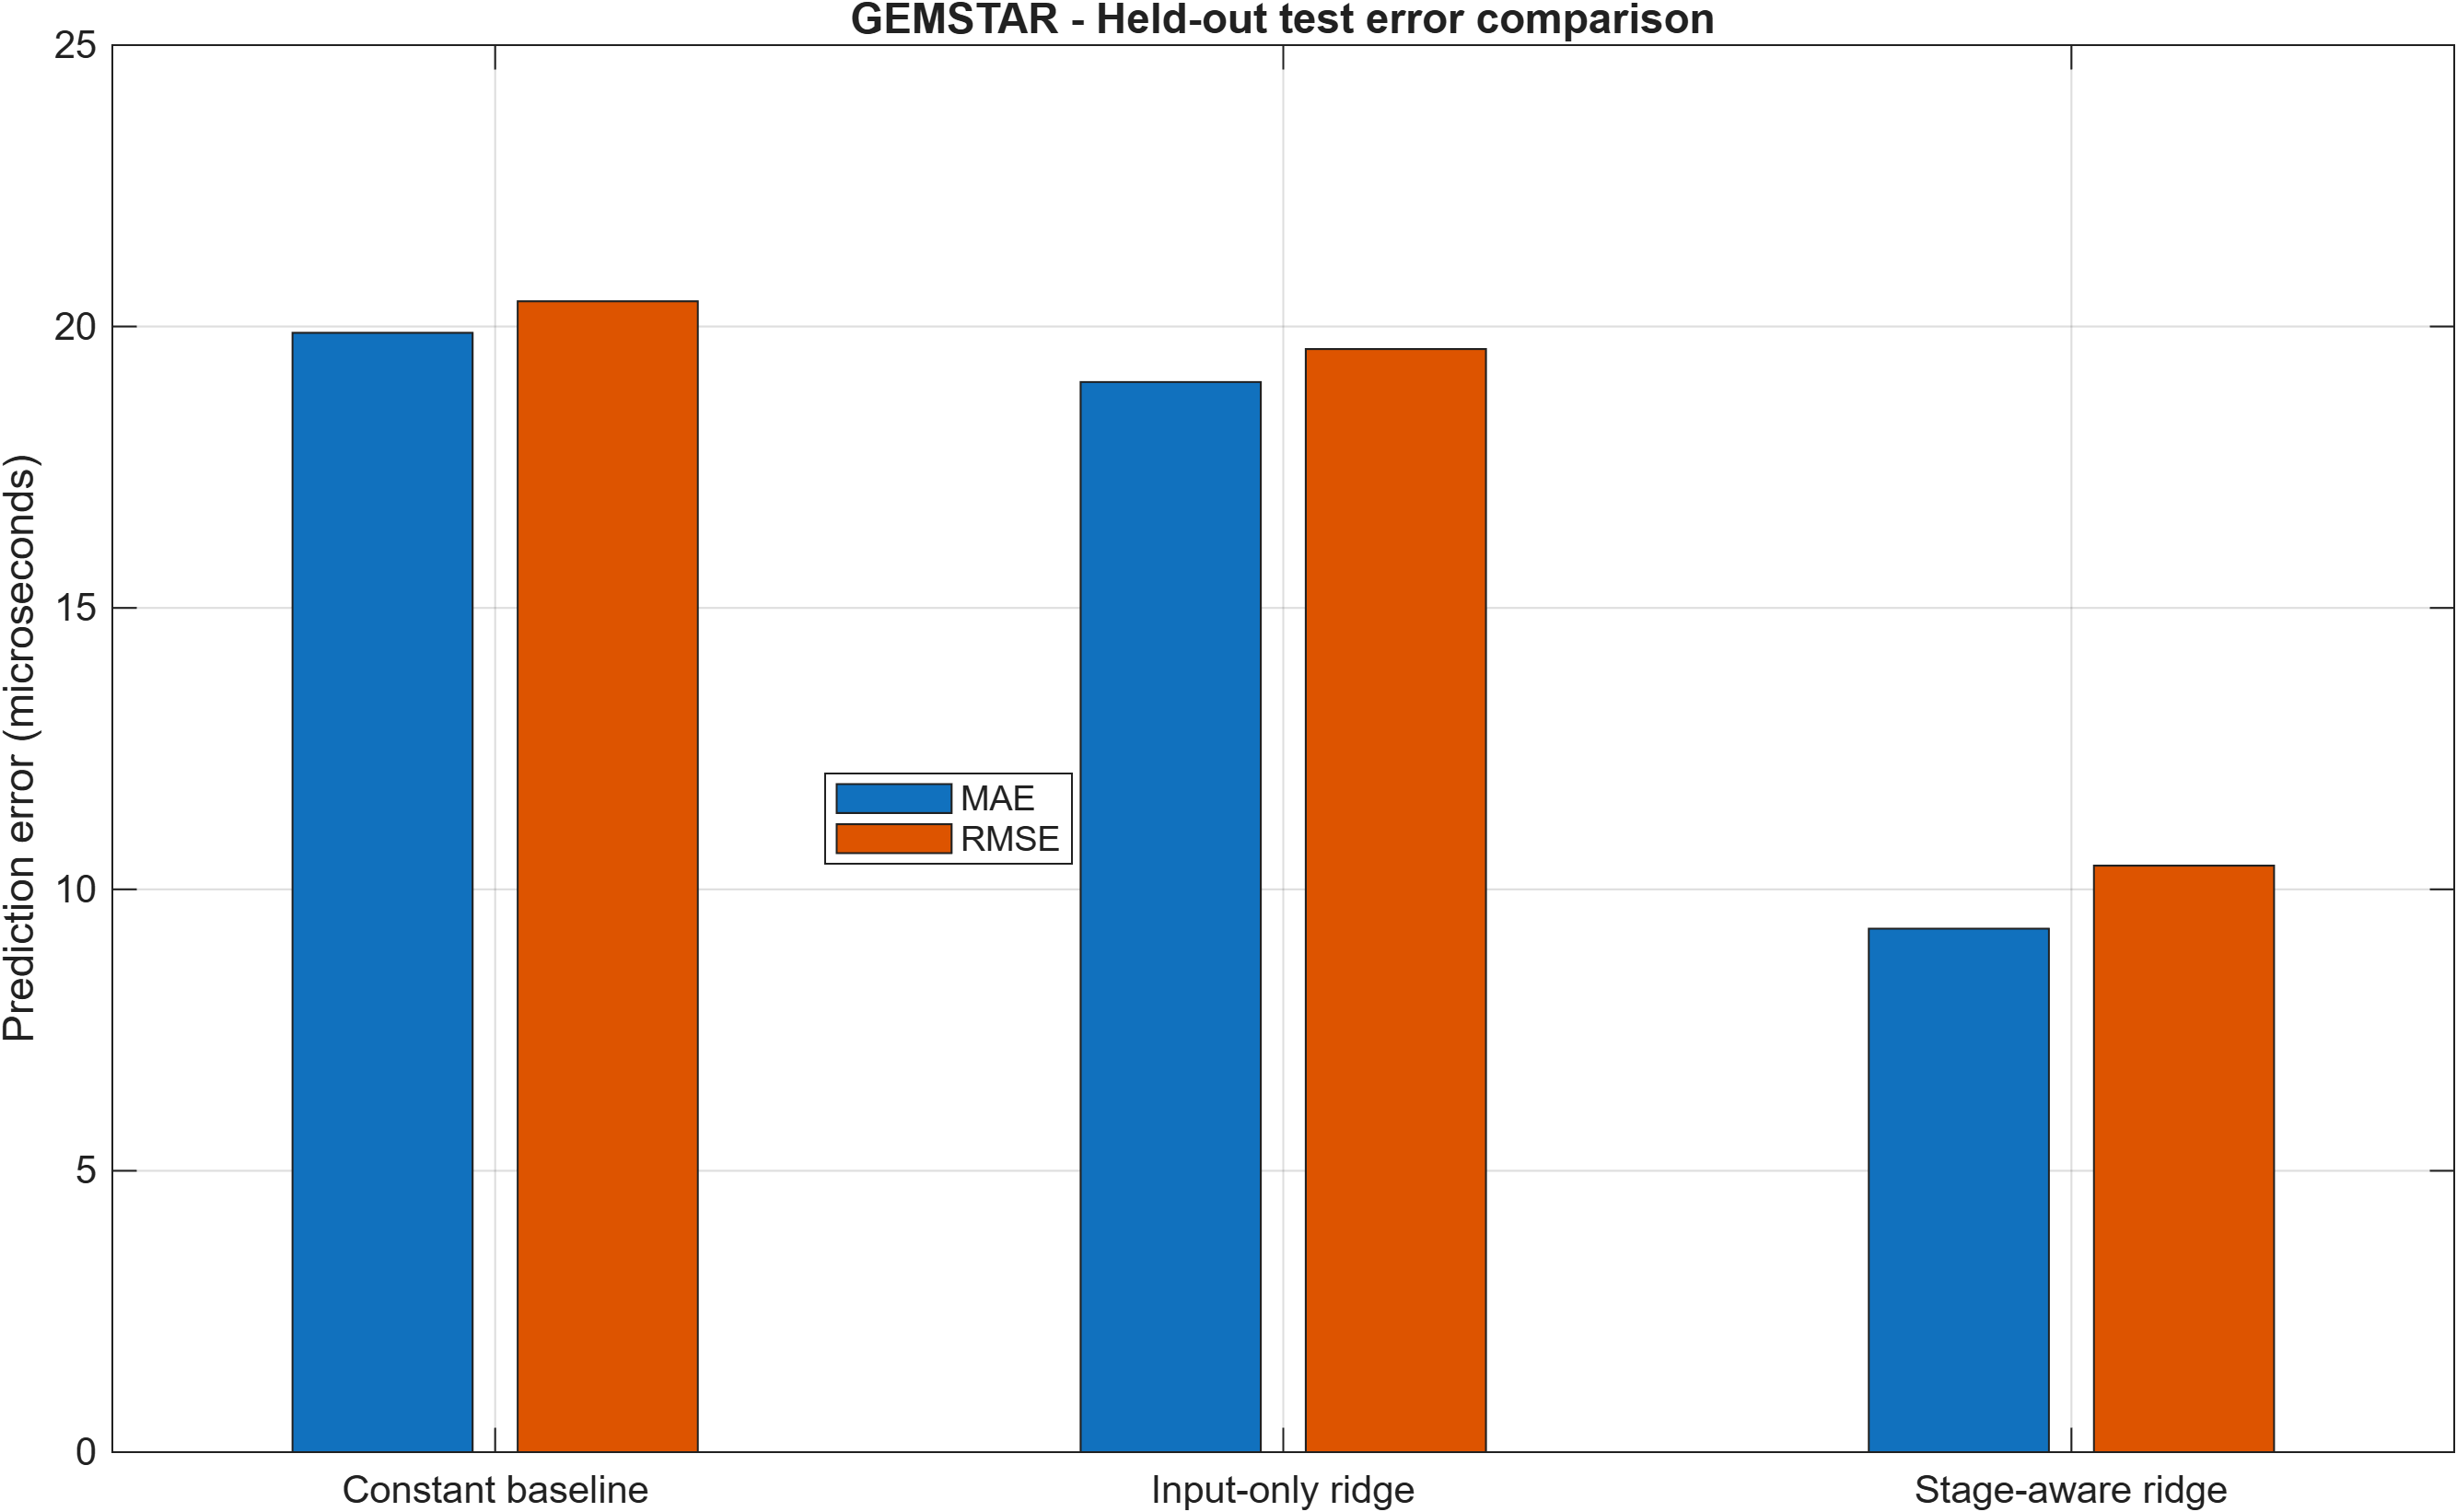 GEMSTAR - Held-out test error comparison
25
20
15
10
5
0
Prediction error (microseconds)
MAE
RMSE
Constant baseline
Input-only ridge
Stage-aware ridge